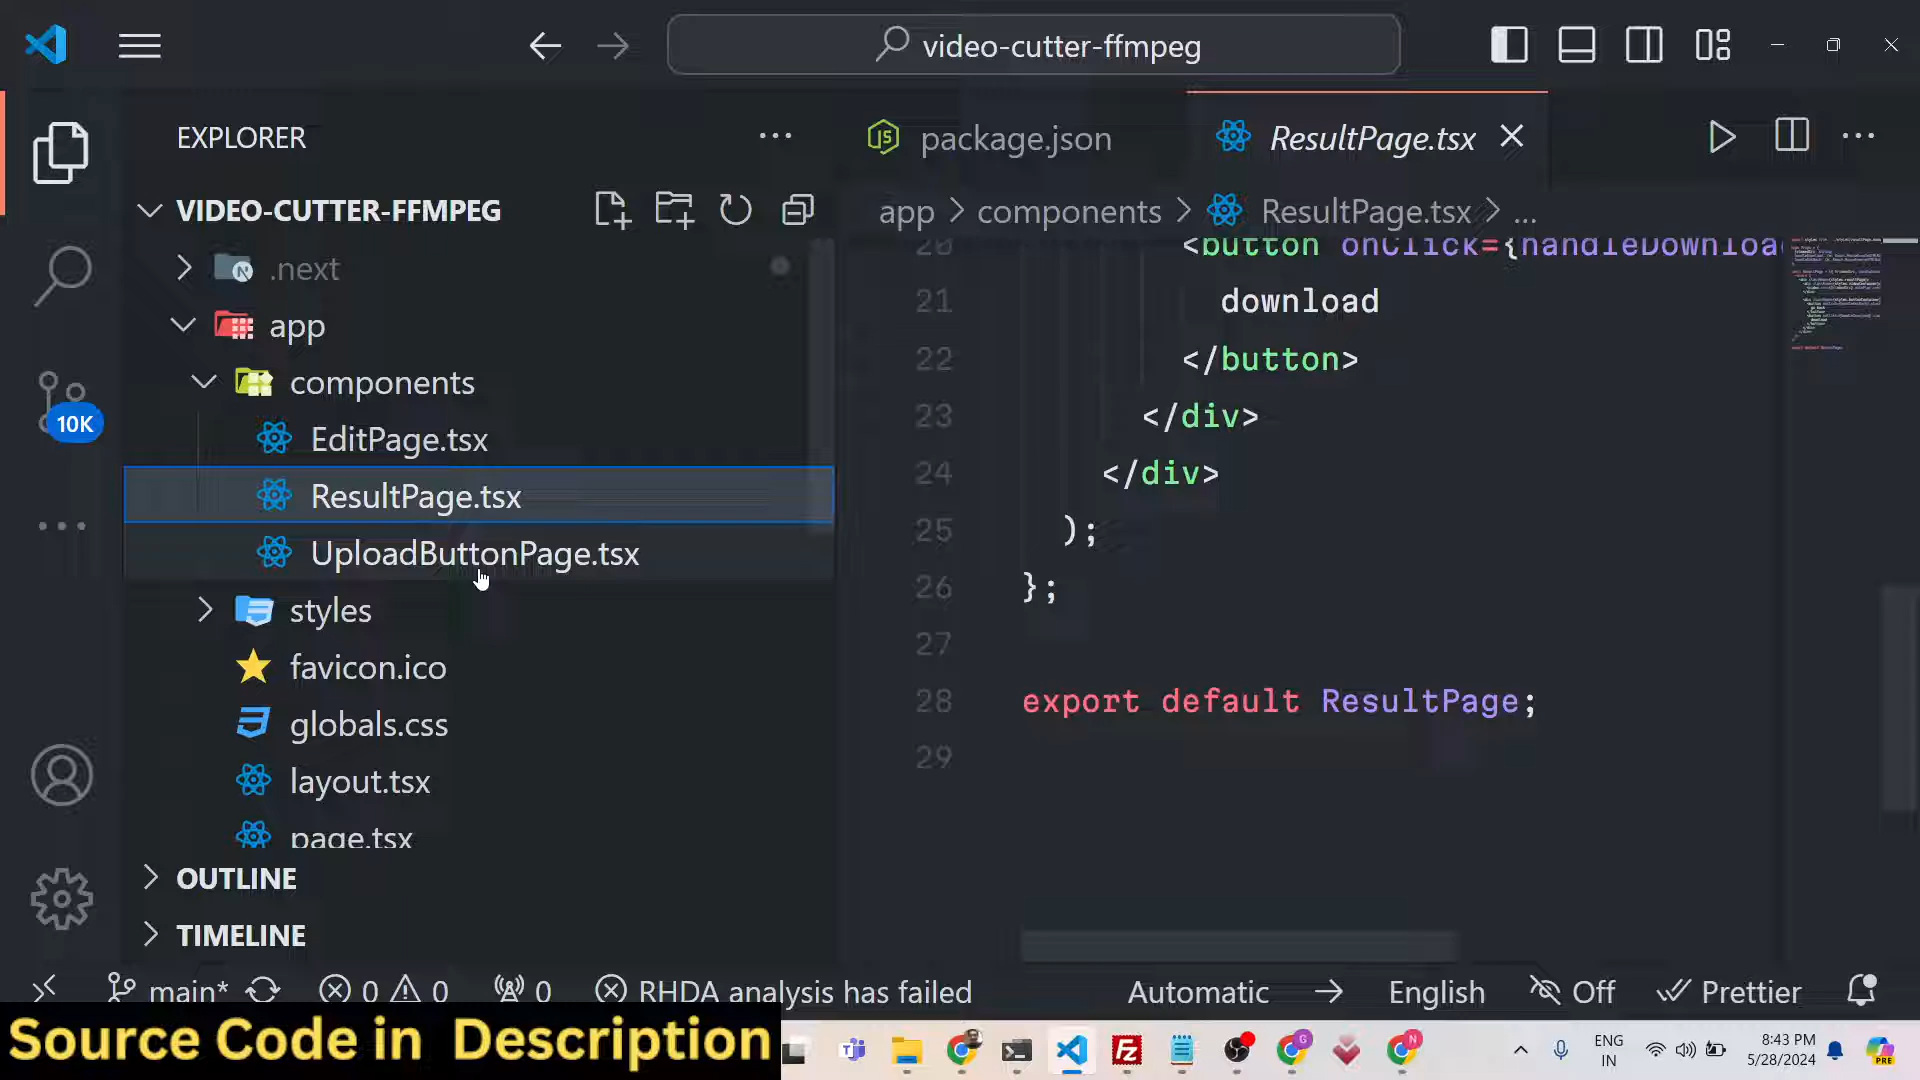 video-cutter-ffmpeg
EXPLORER
package.json
ResultPage.tsx
VIDEO-CUTTER-FFMPEG
app > components > ResultPage.tsx > ...
.next
app
components
EditPage.tsx
ResultPage.tsx
UploadButtonPage.tsx
styles
favicon.ico
globals.css
layout.tsx
page.tsx
OUTLINE
TIMELINE
10K
20 <button onClick={handleDownload
21 download
22 </button>
23 </div>
24 </div>
25 );
26 };
27
28 export default ResultPage;
29
main* 0 0 0 RHDA analysis has failed Automatic English Off Prettier
Source Code in Description
ENG
IN
8:43 PM
5/28/2024